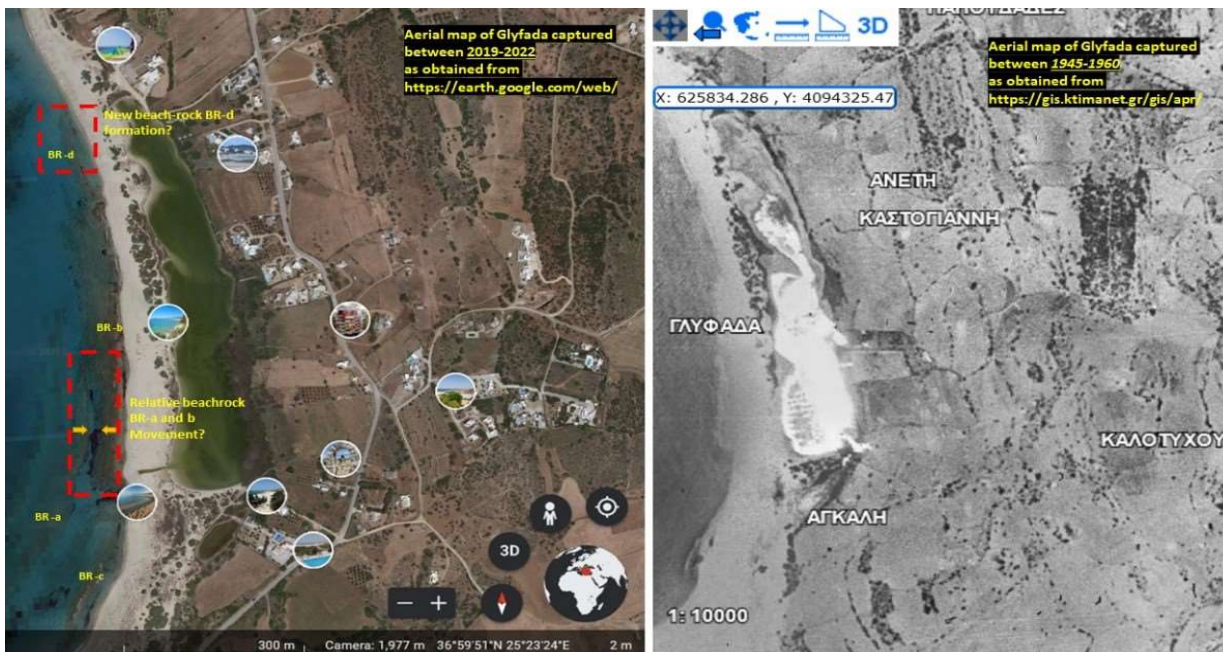 Aerial map of Glyfada captured
between 2019-2022
as obtained from
https://earth.google.com/web/
New beach-rock BR-d
formation?
BR-d
BR-b
Relative beachrock
BR-a and b
Movement?
BR-a
BR-c
3D
300 m
Camera: 1,977 m 36°59'51"N 25°23'24"E
2 m
3D
X: 625834.286 , Y: 4094325.47
Aerial map of Glyfada captured
between 1945-1960
as obtained from
https://gis.ktimanet.gr/gis/apr/
ΑΝΕΤΗ
ΚΑΣΤΟΓΙΑΝΝΗ
ΓΛΥΦΑΔΑ
ΚΑΛΟΤΥΧΟΥ
ΑΓΚΑΛΗ
1: 10000